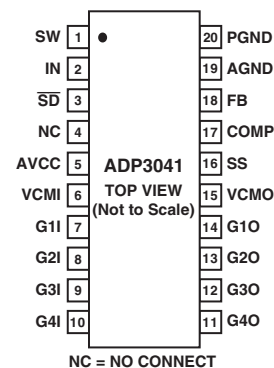 SW 1 20 PGND
IN 2 19 AGND
SD 3 18 FB
NC 4 17 COMP
AVCC 5 ADP3041 16 SS
TOP VIEW
(Not to Scale)
VCMI 6 15 VCMO
G1I 7 14 G1O
G2I 8 13 G2O
G3I 9 12 G3O
G4I 10 11 G4O
NC = NO CONNECT